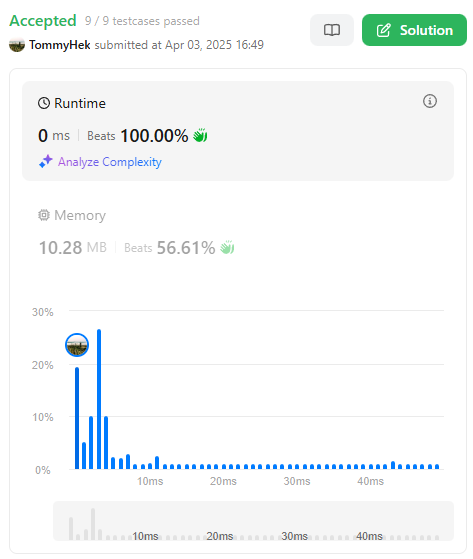 Accepted 9 / 9 testcases passed
TommyHek submitted at Apr 03, 2025 16:49
Solution
Runtime
0 ms Beats 100.00%
Analyze Complexity
Memory
10.28 MB Beats 56.61%
30%
20%
10%
0%
10ms 20ms 30ms 40ms
10ms 20ms 30ms 40ms